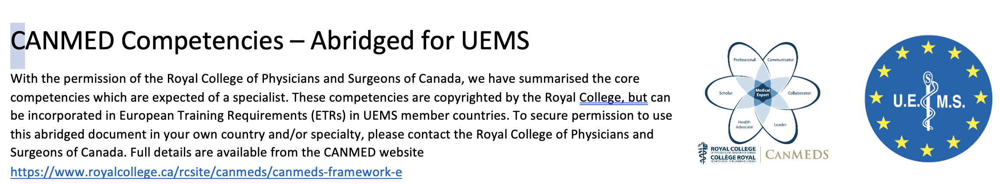 CANMED Competencies – Abridged for UEMS
With the permission of the Royal College of Physicians and Surgeons of Canada, we have summarised the core
competencies which are expected of a specialist. These competencies are copyrighted by the Royal College, but can
be incorporated in European Training Requirements (ETRs) in UEMS member countries. To secure permission to use
this abridged document in your own country and/or specialty, please contact the Royal College of Physicians and
Surgeons of Canada. Full details are available from the CANMED website
https://www.royalcollege.ca/rcsite/canmeds/canmeds-framework-e
Professional
Communicator
Scholar
Medical
Expert
Collaborator
Health
Advocate
Leader
ROYAL COLLEGE
OF PHYSICIANS AND SURGEONS OF CANADA
COLLÈGE ROYAL
DES MÉDECINS ET CHIRURGIENS DU CANADA
CANMEDS
U.E.M.S.